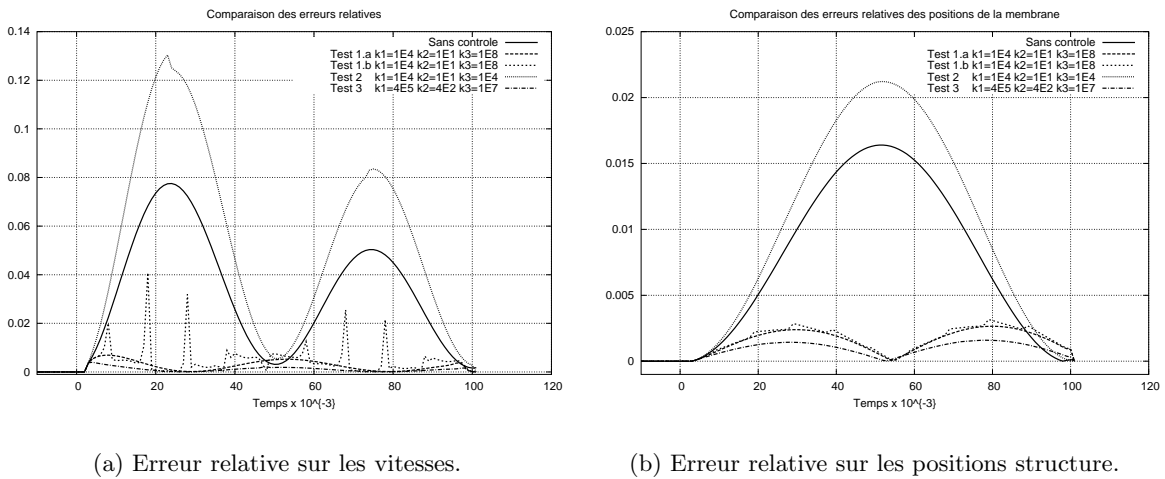 Comparaison des erreurs relatives
0.14
0.12
0.1
0.08
0.06
0.04
0.02
0
0
20
40
60
80
100
120
Temps x 10^{-3}
Sans controle
Test 1.a k1=1E4 k2=1E1 k3=1E8
Test 1.b k1=1E4 k2=1E1 k3=1E8
Test 2 k1=1E4 k2=1E1 k3=1E4
Test 3 k1=4E5 k2=4E2 k3=1E7
(a) Erreur relative sur les vitesses.
Comparaison des erreurs relatives des positions de la membrane
0.025
0.02
0.015
0.01
0.005
0
0
20
40
60
80
100
120
Temps x 10^{-3}
Sans controle
Test 1.a k1=1E4 k2=1E1 k3=1E8
Test 1.b k1=1E4 k2=1E1 k3=1E8
Test 2 k1=1E4 k2=1E1 k3=1E4
Test 3 k1=4E5 k2=4E2 k3=1E7
(b) Erreur relative sur les positions structure.